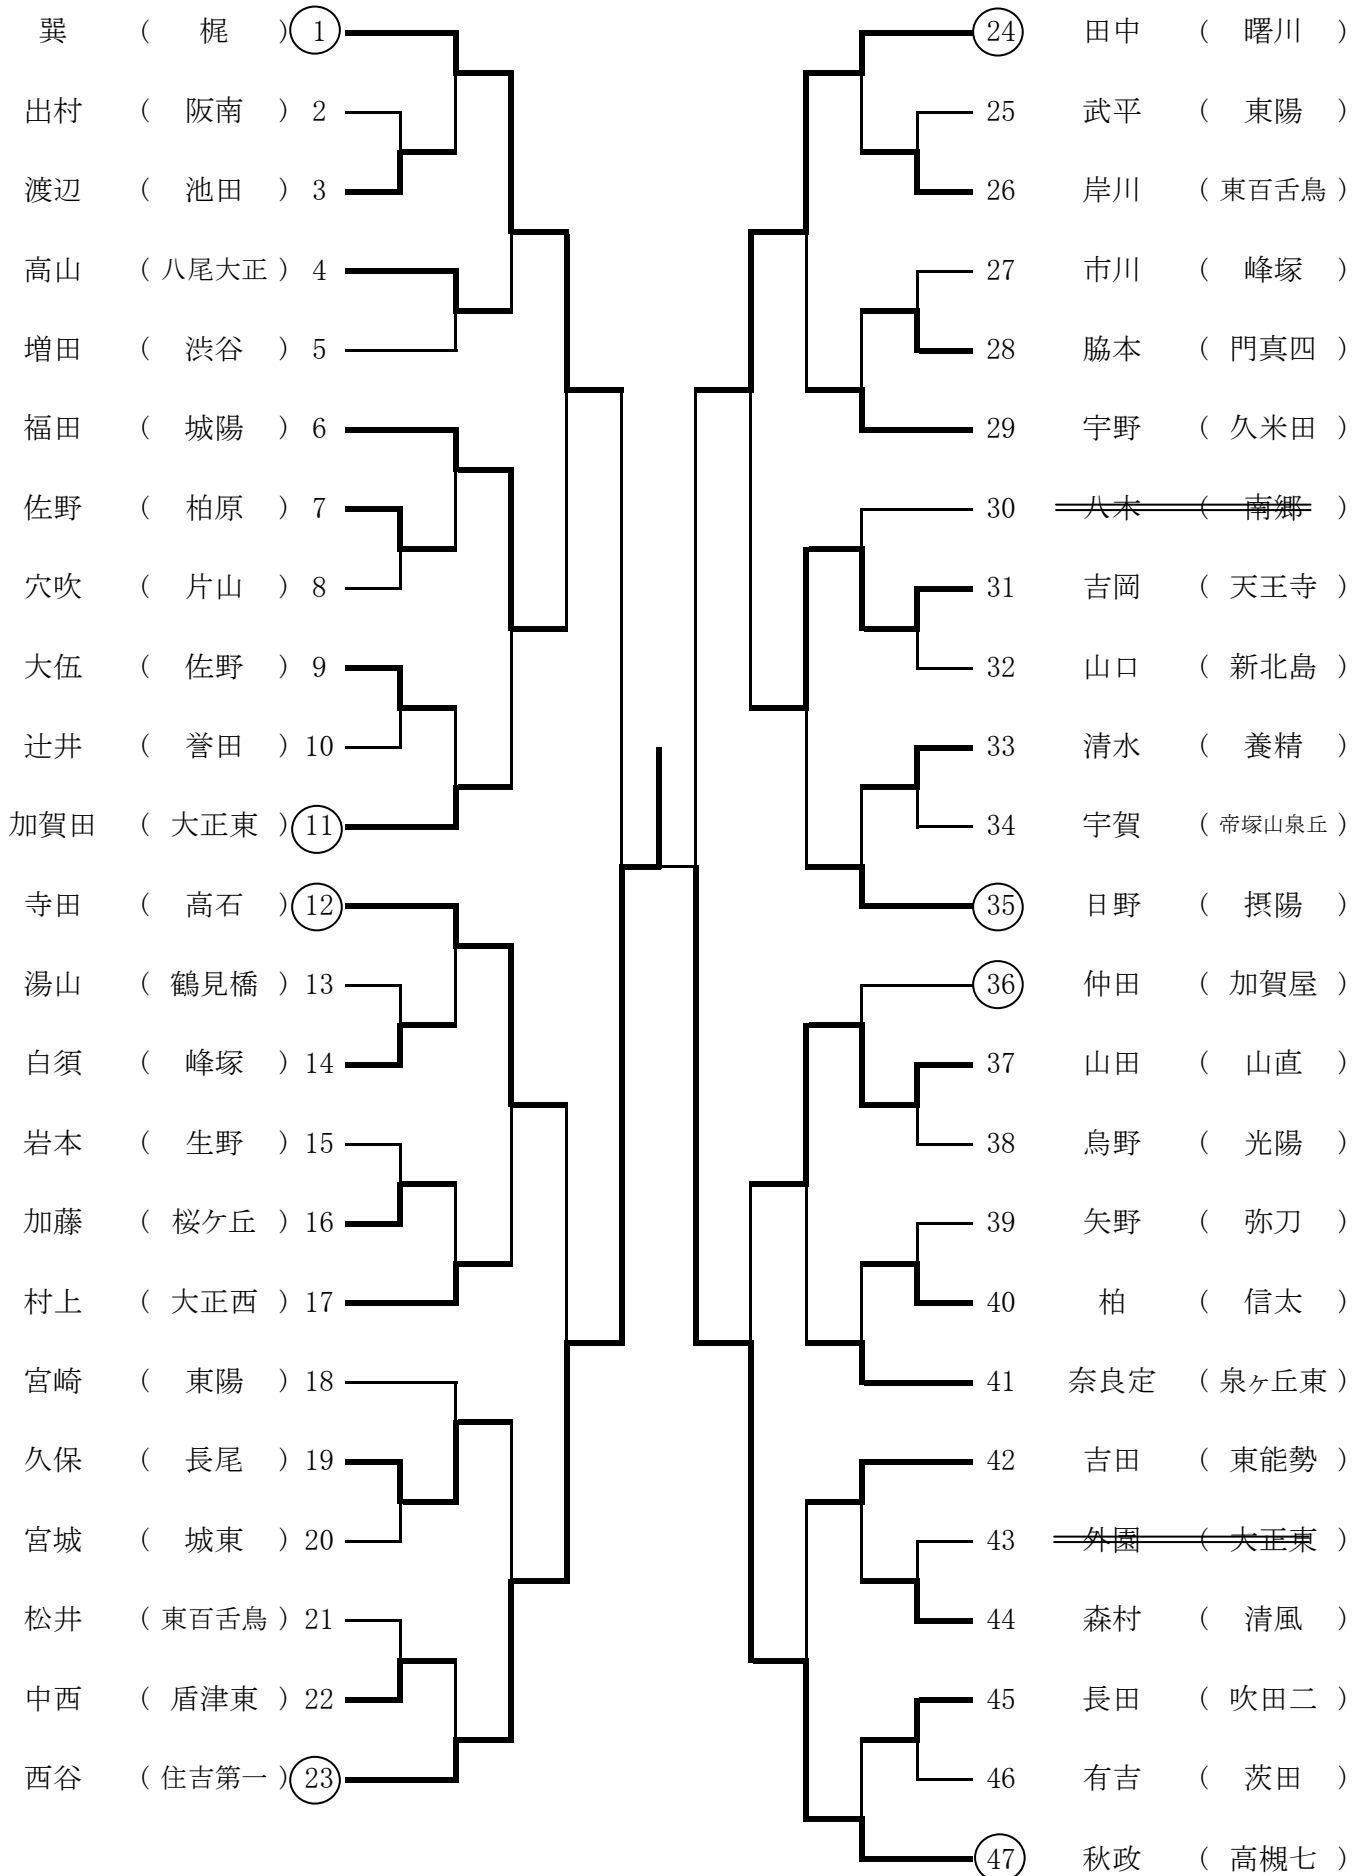 巽 ( 梶 ) 1
出村 ( 阪南 ) 2
渡辺 ( 池田 ) 3
高山 ( 八尾大正 ) 4
増田 ( 渋谷 ) 5
福田 ( 城陽 ) 6
佐野 ( 柏原 ) 7
穴吹 ( 片山 ) 8
大伍 ( 佐野 ) 9
辻井 ( 誉田 ) 10
加賀田 ( 大正東 ) 11
寺田 ( 高石 ) 12
湯山 ( 鶴見橋 ) 13
白須 ( 峰塚 ) 14
岩本 ( 生野 ) 15
加藤 ( 桜ケ丘 ) 16
村上 ( 大正西 ) 17
宮崎 ( 東陽 ) 18
久保 ( 長尾 ) 19
宮城 ( 城東 ) 20
松井 ( 東百舌鳥 ) 21
中西 ( 盾津東 ) 22
西谷 ( 住吉第一 ) 23
24 田中 ( 曙川 )
25 武平 ( 東陽 )
26 岸川 ( 東百舌鳥 )
27 市川 ( 峰塚 )
28 脇本 ( 門真四 )
29 宇野 ( 久米田 )
30 八木 ( 南郷 )
31 吉岡 ( 天王寺 )
32 山口 ( 新北島 )
33 清水 ( 養精 )
34 宇賀 ( 帝塚山泉丘 )
35 日野 ( 摂陽 )
36 仲田 ( 加賀屋 )
37 山田 ( 山直 )
38 烏野 ( 光陽 )
39 矢野 ( 弥刀 )
40 柏 ( 信太 )
41 奈良定 ( 泉ヶ丘東 )
42 吉田 ( 東能勢 )
43 外園 ( 大正東 )
44 森村 ( 清風 )
45 長田 ( 吹田二 )
46 有吉 ( 茨田 )
47 秋政 ( 高槻七 )